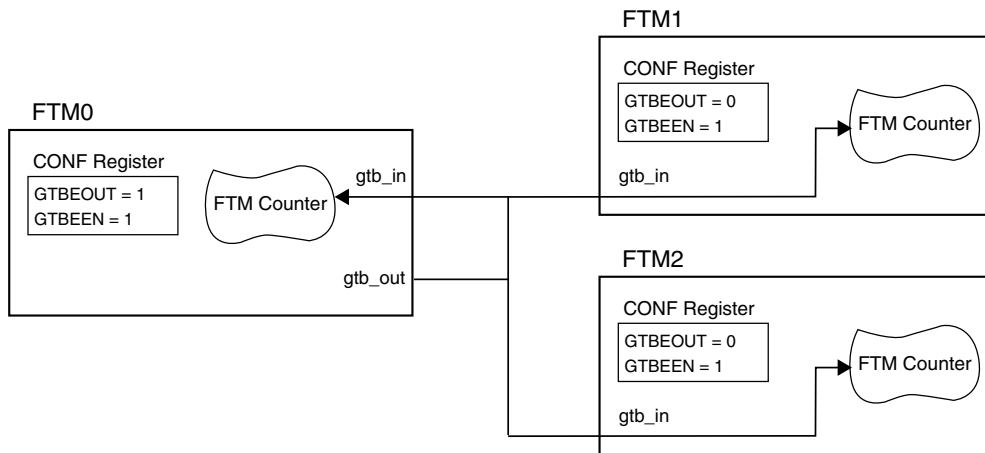 FTM0
CONF Register
GTBEOUT = 1
GTBEEN = 1
FTM Counter
gtb_in
gtb_out
FTM1
CONF Register
GTBEOUT = 0
GTBEEN = 1
FTM Counter
gtb_in
FTM2
CONF Register
GTBEOUT = 0
GTBEEN = 1
FTM Counter
gtb_in